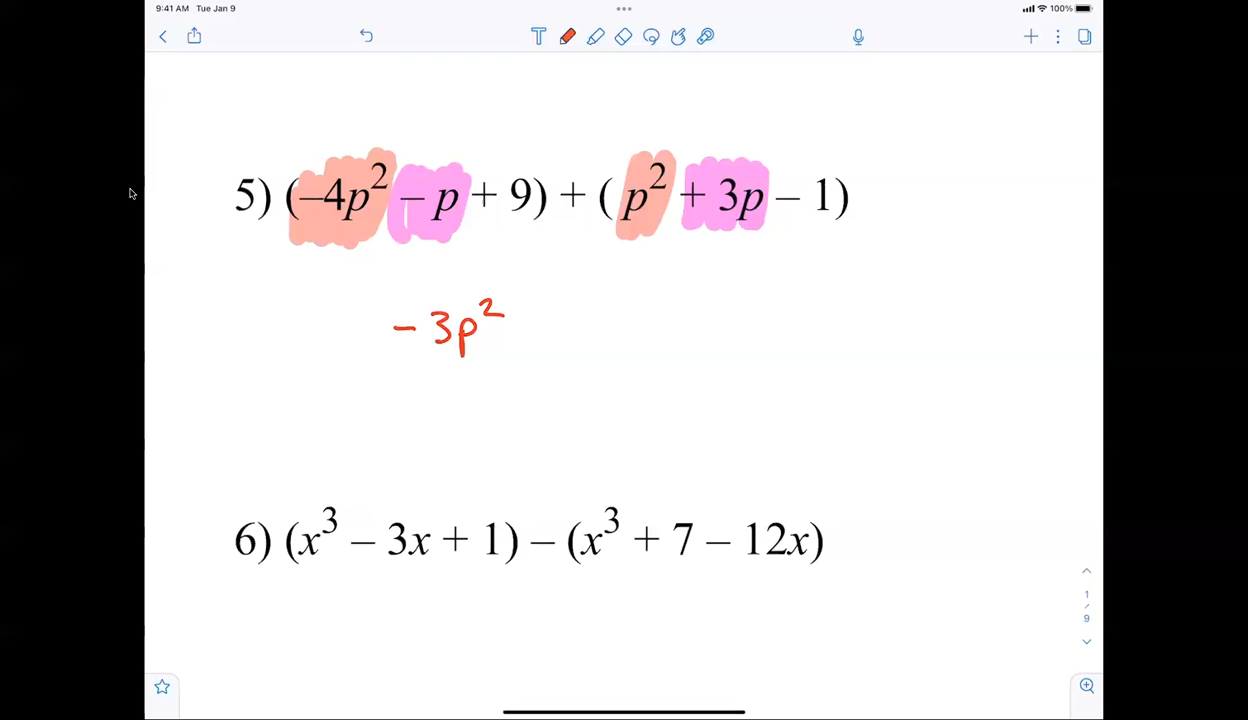 9:41 AM Tue Jan 9
100%
5) (–4p² – p + 9) + ( p² + 3p – 1)
– 3p²
6) (x³ – 3x + 1) – (x³ + 7 – 12x)
1
/
9